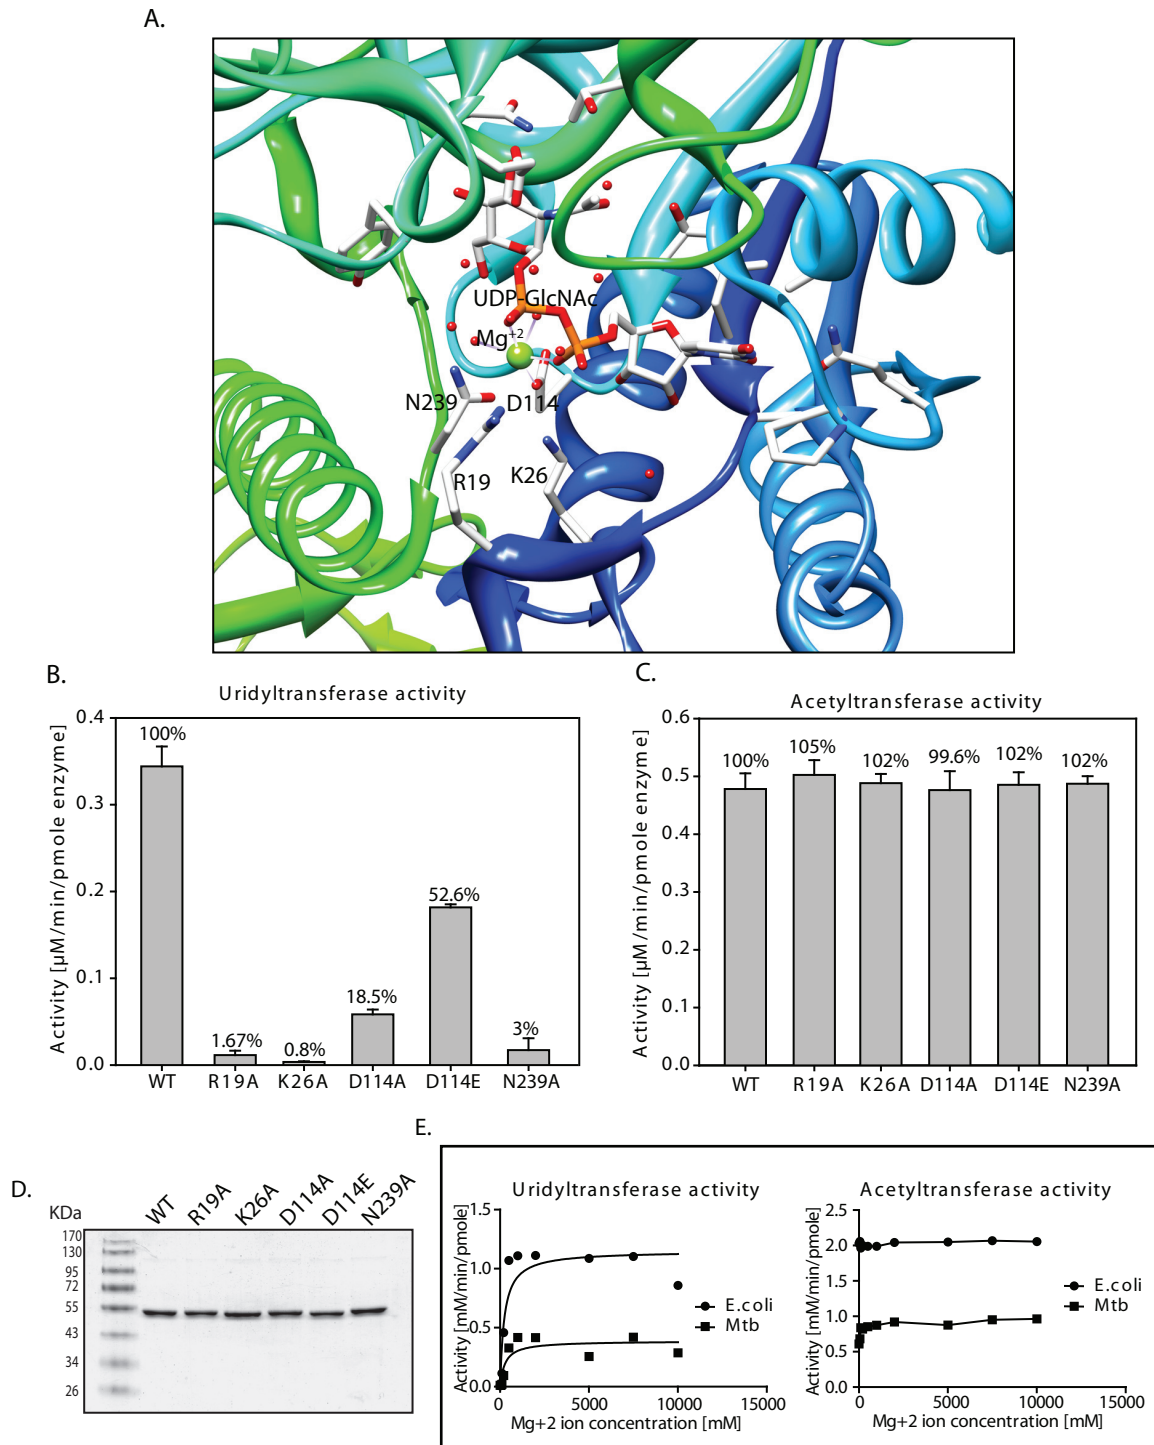 A.
UDP-GlcNAc
Mg+2
N239
D114
R19
K26
B.
Uridyltransferase activity
Activity [µM/min/pmole enzyme]
0.4
0.3
0.2
0.1
0.0
100%
1.67%
0.8%
18.5%
52.6%
3%
WT R19A K26A D114A D114E N239A
C.
Acetyltransferase activity
Activity [µM/min/pmole enzyme]
0.6
0.5
0.4
0.3
0.2
0.1
0.0
100%
105%
102%
99.6%
102%
102%
WT R19A K26A D114A D114E N239A
D.
KDa
WT R19A K26A D114A D114E N239A
170
130
95
72
55
43
34
26
E.
Uridyltransferase activity
Activity [mM/min/pmole]
1.5
1.0
0.5
0.0
0 5000 10000 15000
Mg+2 ion concentration [mM]
E.coli
Mtb
Acetyltransferase activity
Activity [mM/min/pmole]
2.5
2.0
1.5
1.0
0.5
0.0
0 5000 10000 15000
Mg+2 ion concentration [mM]
E.coli
Mtb